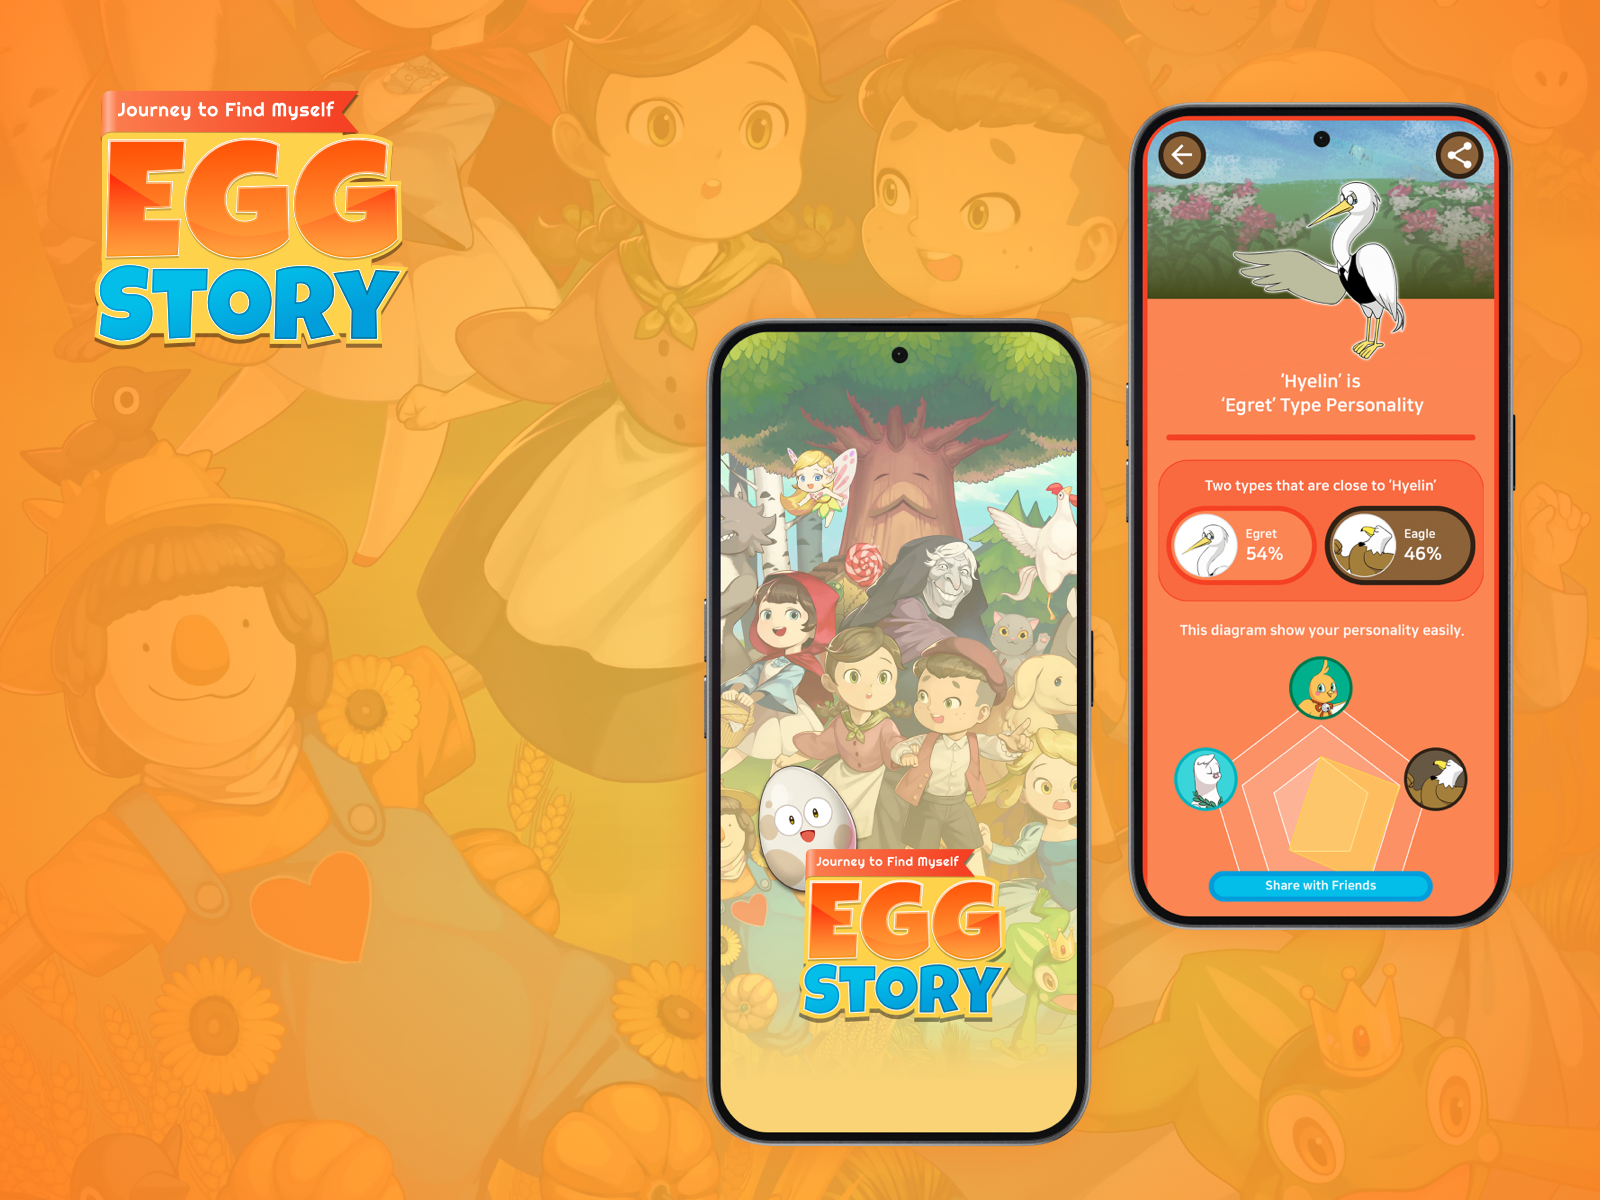 Journey to Find Myself
EGG
STORY
Journey to Find Myself
EGG
STORY
‘Hyelin’ is
‘Egret’ Type Personality
Two types that are close to ‘Hyelin’
Egret
54%
Eagle
46%
This diagram show your personality easily.
Share with Friends